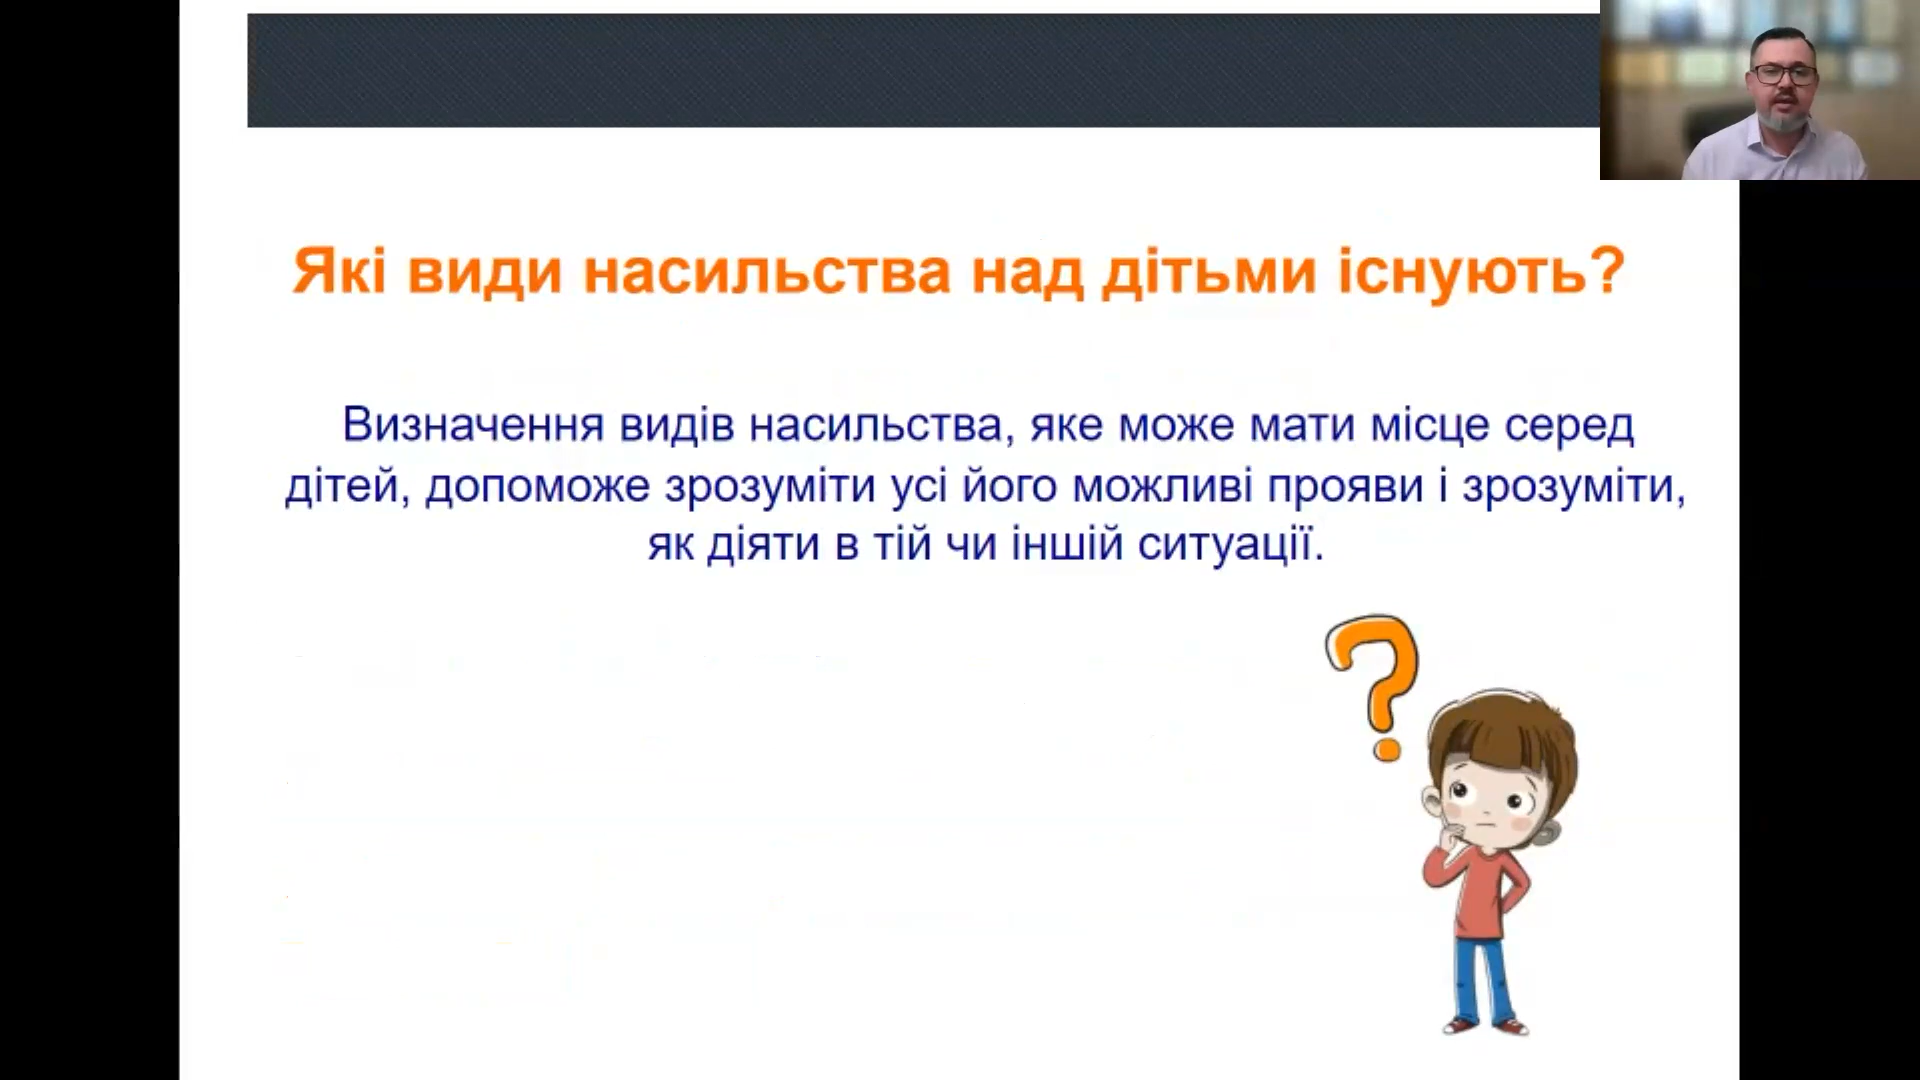 Які види насильства над дітьми існують?
Визначення видів насильства, яке може мати місце серед
дітей, допоможе зрозуміти усі його можливі прояви і зрозуміти,
як діяти в тій чи іншій ситуації.